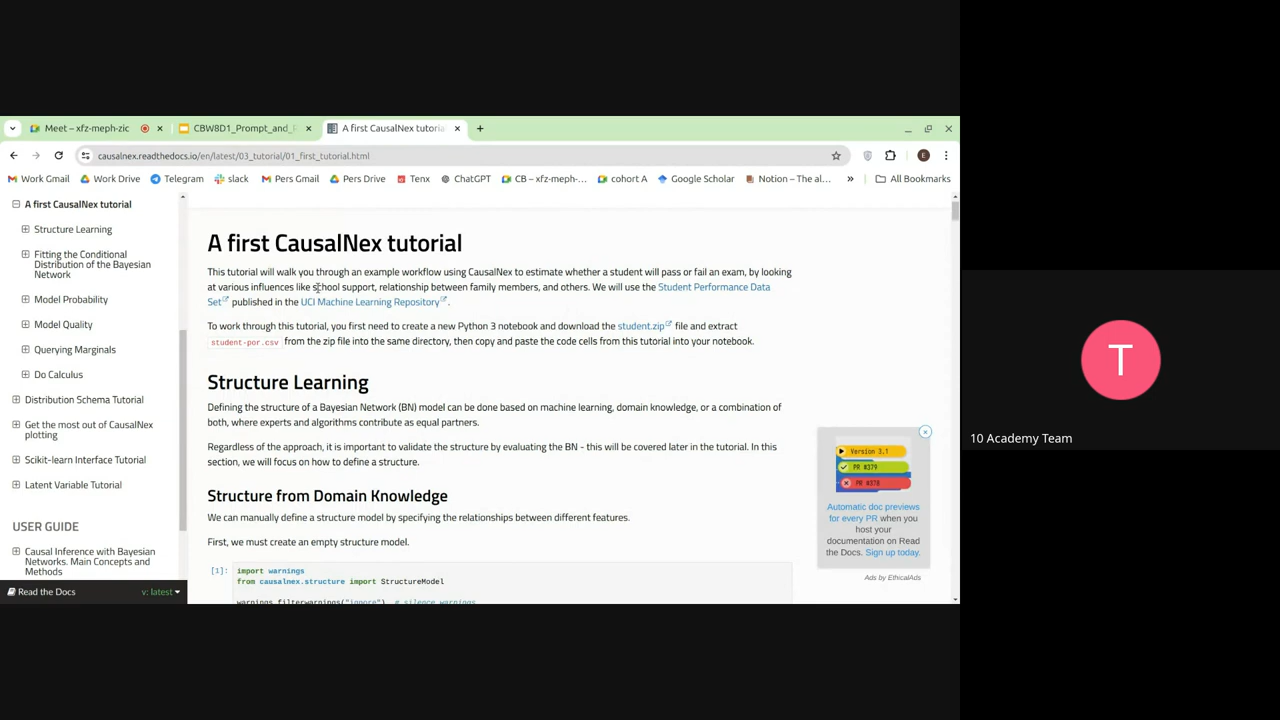 Meet – xfz-meph-zic
CBW8D1_Prompt_and_
A first CausalNex tutoria
causalnex.readthedocs.io/en/latest/03_tutorial/01_first_tutorial.html
E
Work Gmail
Work Drive
Telegram
slack
Pers Gmail
Pers Drive
Tenx
ChatGPT
CB – xfz-meph-...
cohort A
Google Scholar
Notion – The al...
»
All Bookmarks
A first CausalNex tutorial
Structure Learning
Fitting the Conditional
Distribution of the Bayesian
Network
Model Probability
Model Quality
Querying Marginals
Do Calculus
Distribution Schema Tutorial
Get the most out of CausalNex
plotting
Scikit-learn Interface Tutorial
Latent Variable Tutorial
USER GUIDE
Causal Inference with Bayesian
Networks. Main Concepts and
Methods
Read the Docs
v: latest
A first CausalNex tutorial
This tutorial will walk you through an example workflow using CausalNex to estimate whether a student will pass or fail an exam, by looking
at various influences like school support, relationship between family members, and others. We will use the Student Performance Data
Set published in the UCI Machine Learning Repository.
To work through this tutorial, you first need to create a new Python 3 notebook and download the student.zip file and extract
student-por.csv from the zip file into the same directory, then copy and paste the code cells from this tutorial into your notebook.
Structure Learning
Defining the structure of a Bayesian Network (BN) model can be done based on machine learning, domain knowledge, or a combination of
both, where experts and algorithms contribute as equal partners.
Regardless of the approach, it is important to validate the structure by evaluating the BN - this will be covered later in the tutorial. In this
section, we will focus on how to define a structure.
Structure from Domain Knowledge
We can manually define a structure model by specifying the relationships between different features.
First, we must create an empty structure model.
[1]:
import warnings
from causalnex.structure import StructureModel
warnings.filterwarnings("ignore") # silence warnings
Version 3.1
PR #379
PR #378
Automatic doc previews
for every PR when you
host your
documentation on Read
the Docs. Sign up today.
Ads by EthicalAds
T
10 Academy Team